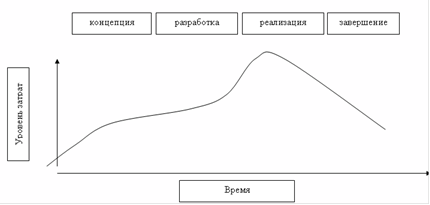 концепция
разработка
реализация
завершение
Уровень затрат
Время